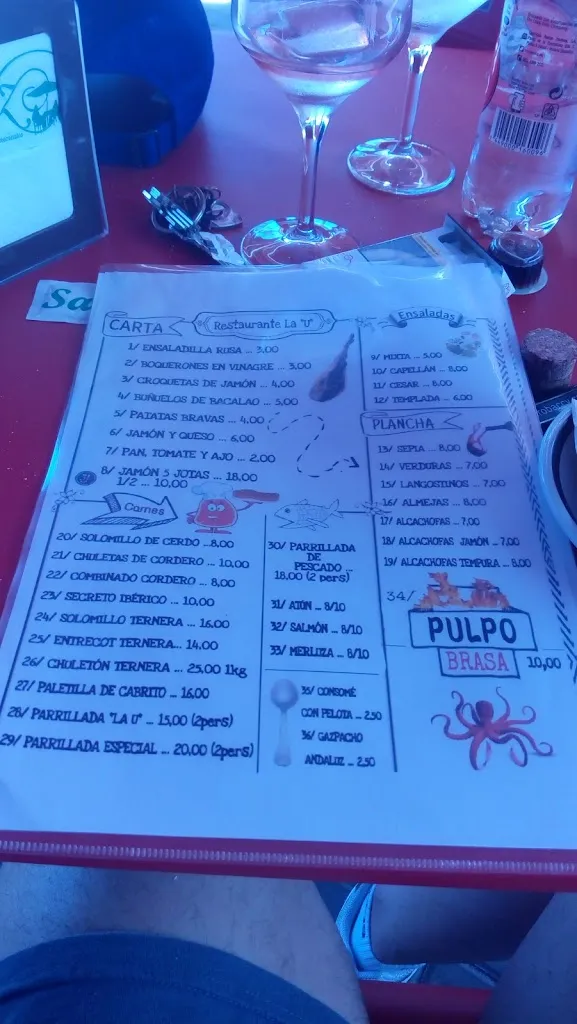 CARTA
Restaurante La "U"
1/ ENSALADILLA RUSA ... 3,00
2/ BOQUERONES EN VINAGRE ... 3,00
3/ CROQUETAS DE JAMÓN ... 4,00
4/ BUÑUELOS DE BACALAO ... 5,00
5/ PATATAS BRAVAS ... 4,00
6/ JAMÓN Y QUESO ... 6,00
7/ PAN, TOMATE Y AJO ... 2,00
8/ JAMÓN 5 JOTAS ... 18,00
1/2 ... 10,00
Ensaladas
9/ MIXTA ... 5,00
10/ CAPELLÁN ... 8,00
11/ CESAR ... 6,00
12/ TEMPLADA ... 6,00
PLANCHA
13/ SEPIA ... 8,00
14/ VERDURAS ... 7,00
15/ LANGOSTINOS ... 7,00
16/ ALMEJAS ... 8,00
17/ ALCACHOFAS ... 7,00
18/ ALCACHOFAS JAMÓN ... 7,00
19/ ALCACHOFAS TEMPURA ... 8,00
Carnes
20/ SOLOMILLO DE CERDO ... 8,00
21/ CHULETAS DE CORDERO ... 10,00
22/ COMBINADO CORDERO ... 8,00
23/ SECRETO IBÉRICO ... 10,00
24/ SOLOMILLO TERNERA ... 16,00
25/ ENTRECOT TERNERA... 14,00
26/ CHULETÓN TERNERA ... 25,00 1kg
27/ PALETILLA DE CABRITO ... 16,00
28/ PARRILLADA "LA U" ... 15,00 (2pers)
29/ PARRILLADA ESPECIAL ... 20,00 (2pers)
30/ PARRILLADA
DE
PESCADO ...
18,00 (2 pers)
31/ ATÚN ... 8/10
32/ SALMÓN ... 8/10
33/ MERLUZA ... 8/10
35/ CONSOMÉ
CON PELOTA ... 2,50
36/ GAZPACHO
ANDALUZ ... 2,50
34/
PULPO
BRASA
10,00